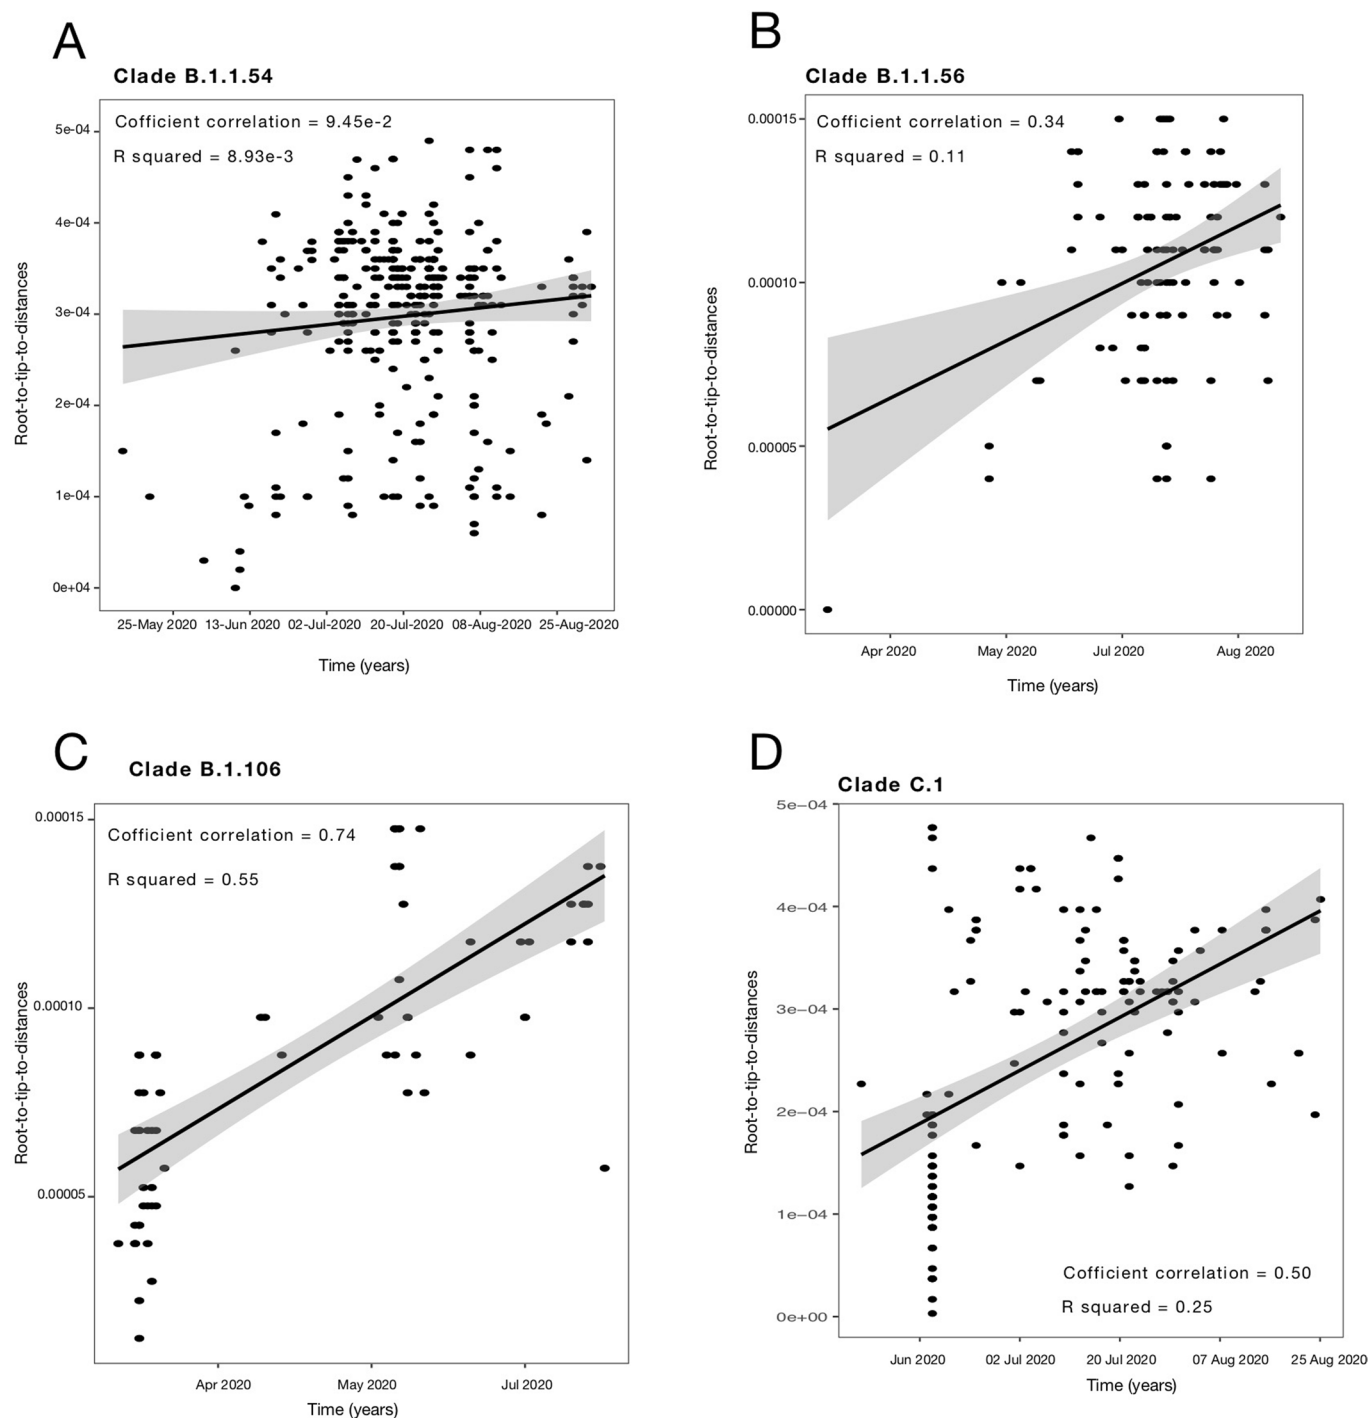 A
Clade B.1.1.54
Cofficient correlation = 9.45e-2
R squared = 8.93e-3
5e-04
4e-04
3e-04
2e-04
1e-04
0e+04
Root-to-tip-to-distances
25-May 2020 13-Jun 2020 02-Jul-2020 20-Jul-2020 08-Aug-2020 25-Aug-2020
Time (years)
B
Clade B.1.1.56
Cofficient correlation = 0.34
R squared = 0.11
0.00015
0.00010
0.00005
0.00000
Root-to-tip-to-distances
Apr 2020 May 2020 Jul 2020 Aug 2020
Time (years)
C
Clade B.1.106
Cofficient correlation = 0.74
R squared = 0.55
0.00015
0.00010
0.00005
Root-to-tip-to-distances
Apr 2020 May 2020 Jul 2020
Time (years)
D
Clade C.1
5e−04
4e−04
3e−04
2e−04
1e−04
0e+00
Root-to-tip-to-distances
Cofficient correlation = 0.50
R squared = 0.25
Jun 2020 02 Jul 2020 20 Jul 2020 07 Aug 2020 25 Aug 2020
Time (years)